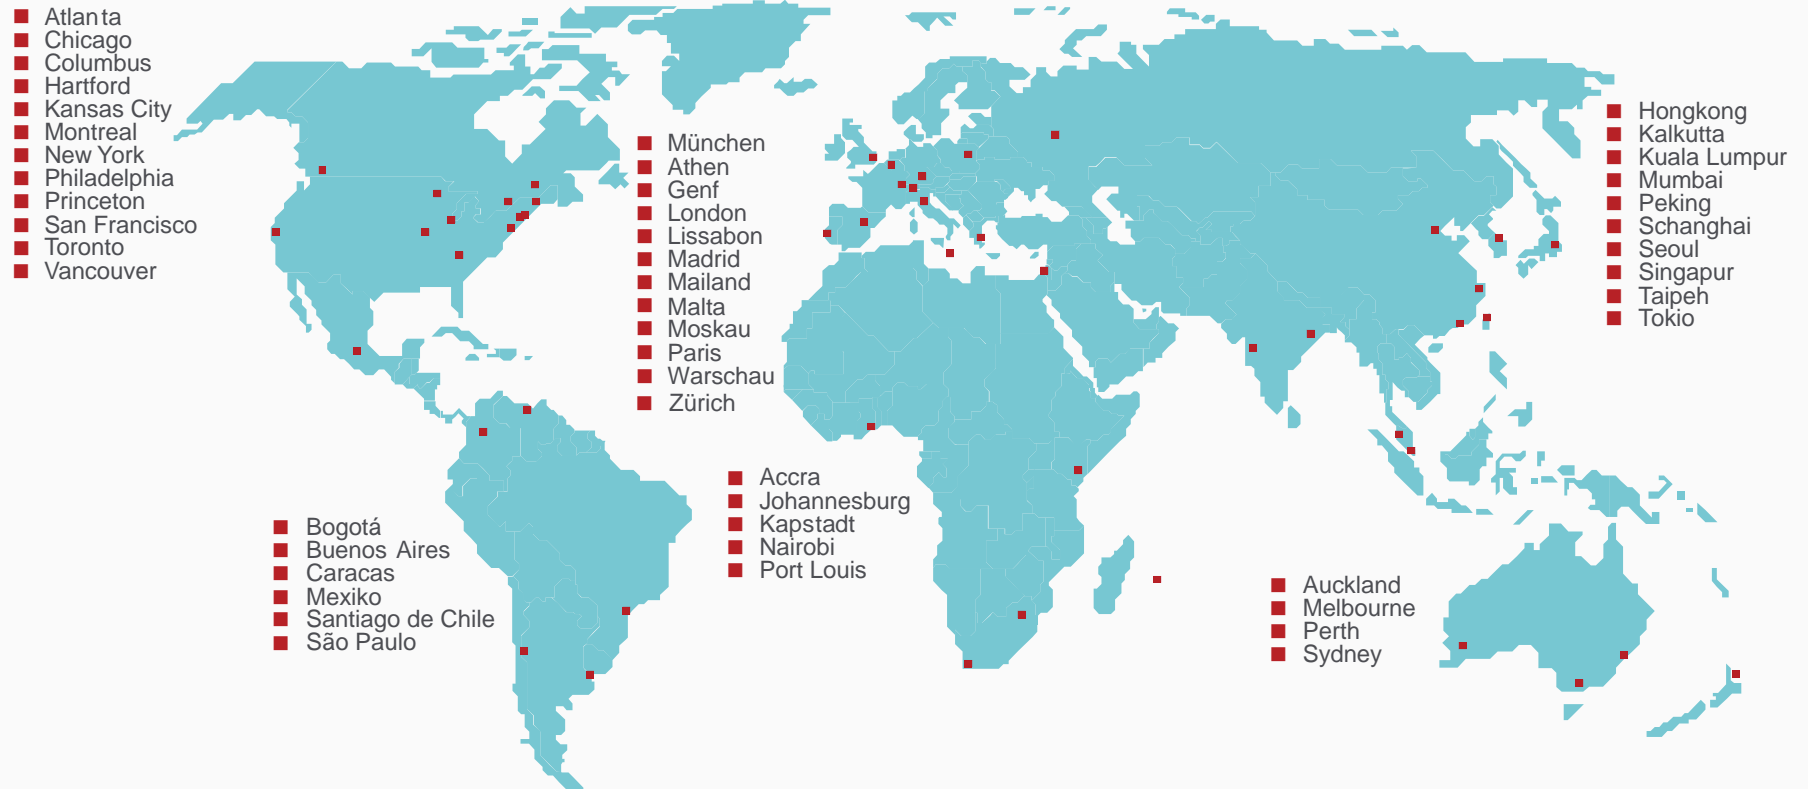 Atlanta
Chicago
Columbus
Hartford
Kansas City
Montreal
New York
Philadelphia
Princeton
San Francisco
Toronto
Vancouver
München
Athen
Genf
London
Lissabon
Madrid
Mailand
Malta
Moskau
Paris
Warschau
Zürich
Hongkong
Kalkutta
Kuala Lumpur
Mumbai
Peking
Schanghai
Seoul
Singapur
Taipeh
Tokio
Bogotá
Buenos Aires
Caracas
Mexiko
Santiago de Chile
São Paulo
Accra
Johannesburg
Kapstadt
Nairobi
Port Louis
Auckland
Melbourne
Perth
Sydney